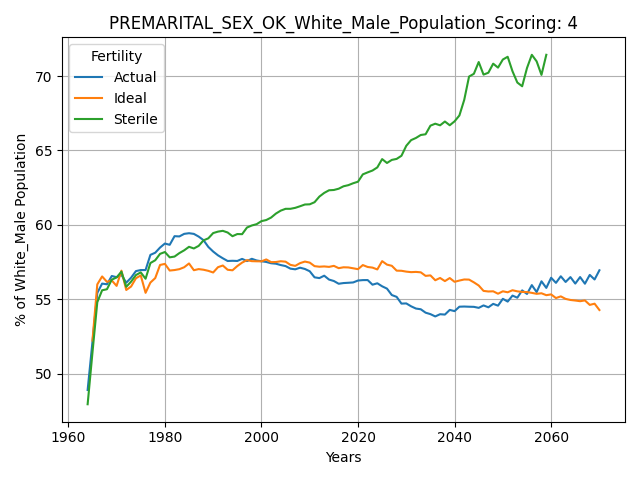 PREMARITAL_SEX_OK_White_Male_Population_Scoring: 4
% of White_Male Population
Fertility
Actual
Ideal
Sterile
70
65
60
55
50
1960
1980
2000
2020
2040
2060
Years